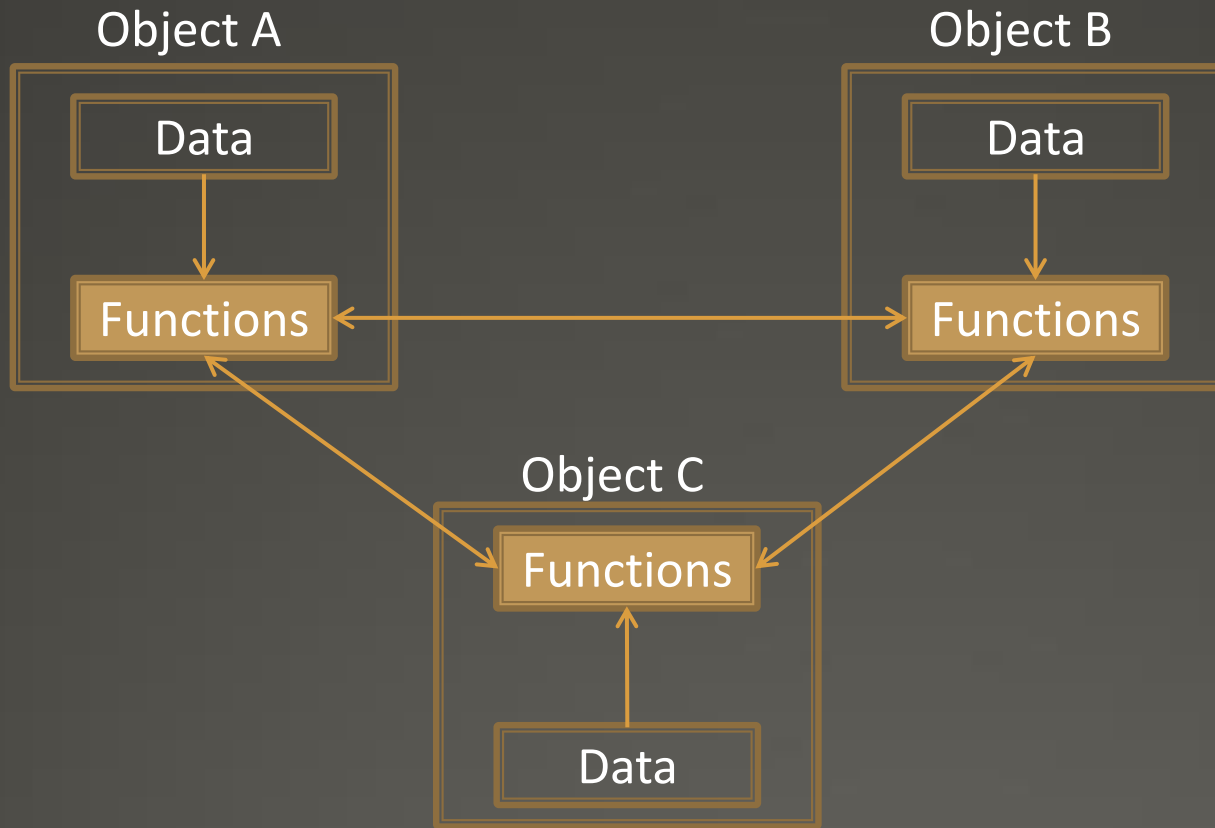 Object A
Object B
Data
Data
Functions
Functions
Object C
Functions
Data